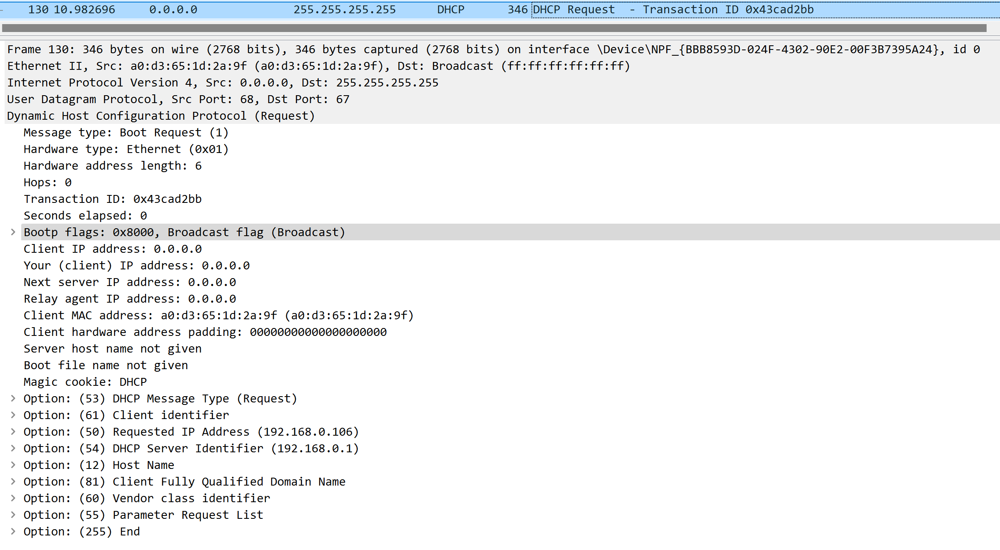 130 10.982696 0.0.0.0 255.255.255.255 DHCP 346 DHCP Request - Transaction ID 0x43cad2bb
Frame 130: 346 bytes on wire (2768 bits), 346 bytes captured (2768 bits) on interface \Device\NPF_{BBB8593D-024F-4302-90E2-00F3B7395A24}, id 0
Ethernet II, Src: a0:d3:65:1d:2a:9f (a0:d3:65:1d:2a:9f), Dst: Broadcast (ff:ff:ff:ff:ff:ff)
Internet Protocol Version 4, Src: 0.0.0.0, Dst: 255.255.255.255
User Datagram Protocol, Src Port: 68, Dst Port: 67
Dynamic Host Configuration Protocol (Request)
Message type: Boot Request (1)
Hardware type: Ethernet (0x01)
Hardware address length: 6
Hops: 0
Transaction ID: 0x43cad2bb
Seconds elapsed: 0
Bootp flags: 0x8000, Broadcast flag (Broadcast)
Client IP address: 0.0.0.0
Your (client) IP address: 0.0.0.0
Next server IP address: 0.0.0.0
Relay agent IP address: 0.0.0.0
Client MAC address: a0:d3:65:1d:2a:9f (a0:d3:65:1d:2a:9f)
Client hardware address padding: 00000000000000000000
Server host name not given
Boot file name not given
Magic cookie: DHCP
Option: (53) DHCP Message Type (Request)
Option: (61) Client identifier
Option: (50) Requested IP Address (192.168.0.106)
Option: (54) DHCP Server Identifier (192.168.0.1)
Option: (12) Host Name
Option: (81) Client Fully Qualified Domain Name
Option: (60) Vendor class identifier
Option: (55) Parameter Request List
Option: (255) End